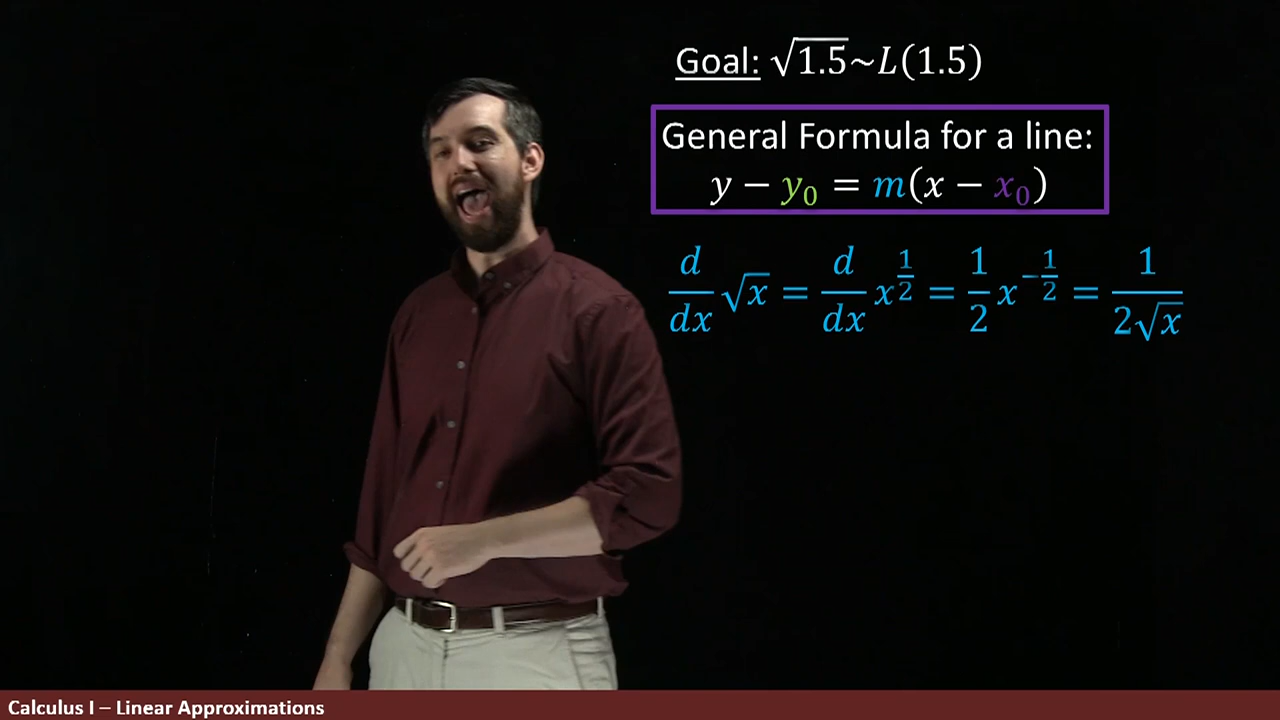 Goal: √1.5~L(1.5)
General Formula for a line:
y − y₀ = m(x − x₀)
d/dx √x = d/dx x^(1/2) = 1/2 x^(−1/2) = 1/(2√x)
Calculus I – Linear Approximations